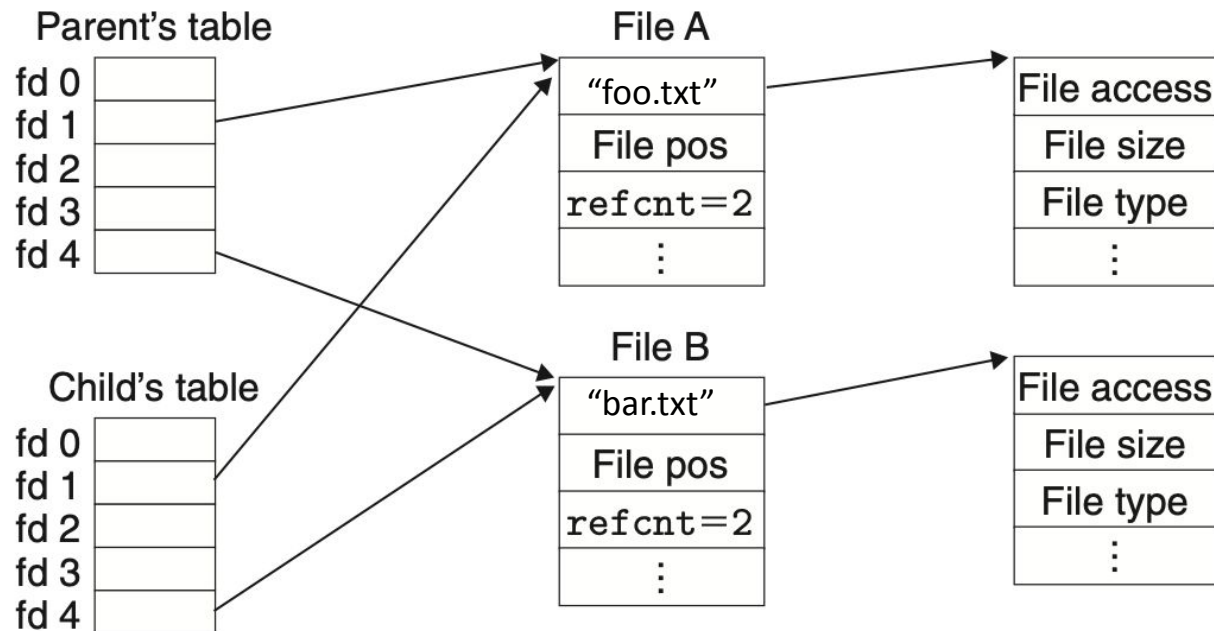 Parent's table
fd 0
fd 1
fd 2
fd 3
fd 4
File A
“foo.txt”
File pos
refcnt=2
⋮
File access
File size
File type
⋮
Child's table
fd 0
fd 1
fd 2
fd 3
fd 4
File B
“bar.txt”
File pos
refcnt=2
⋮
File access
File size
File type
⋮